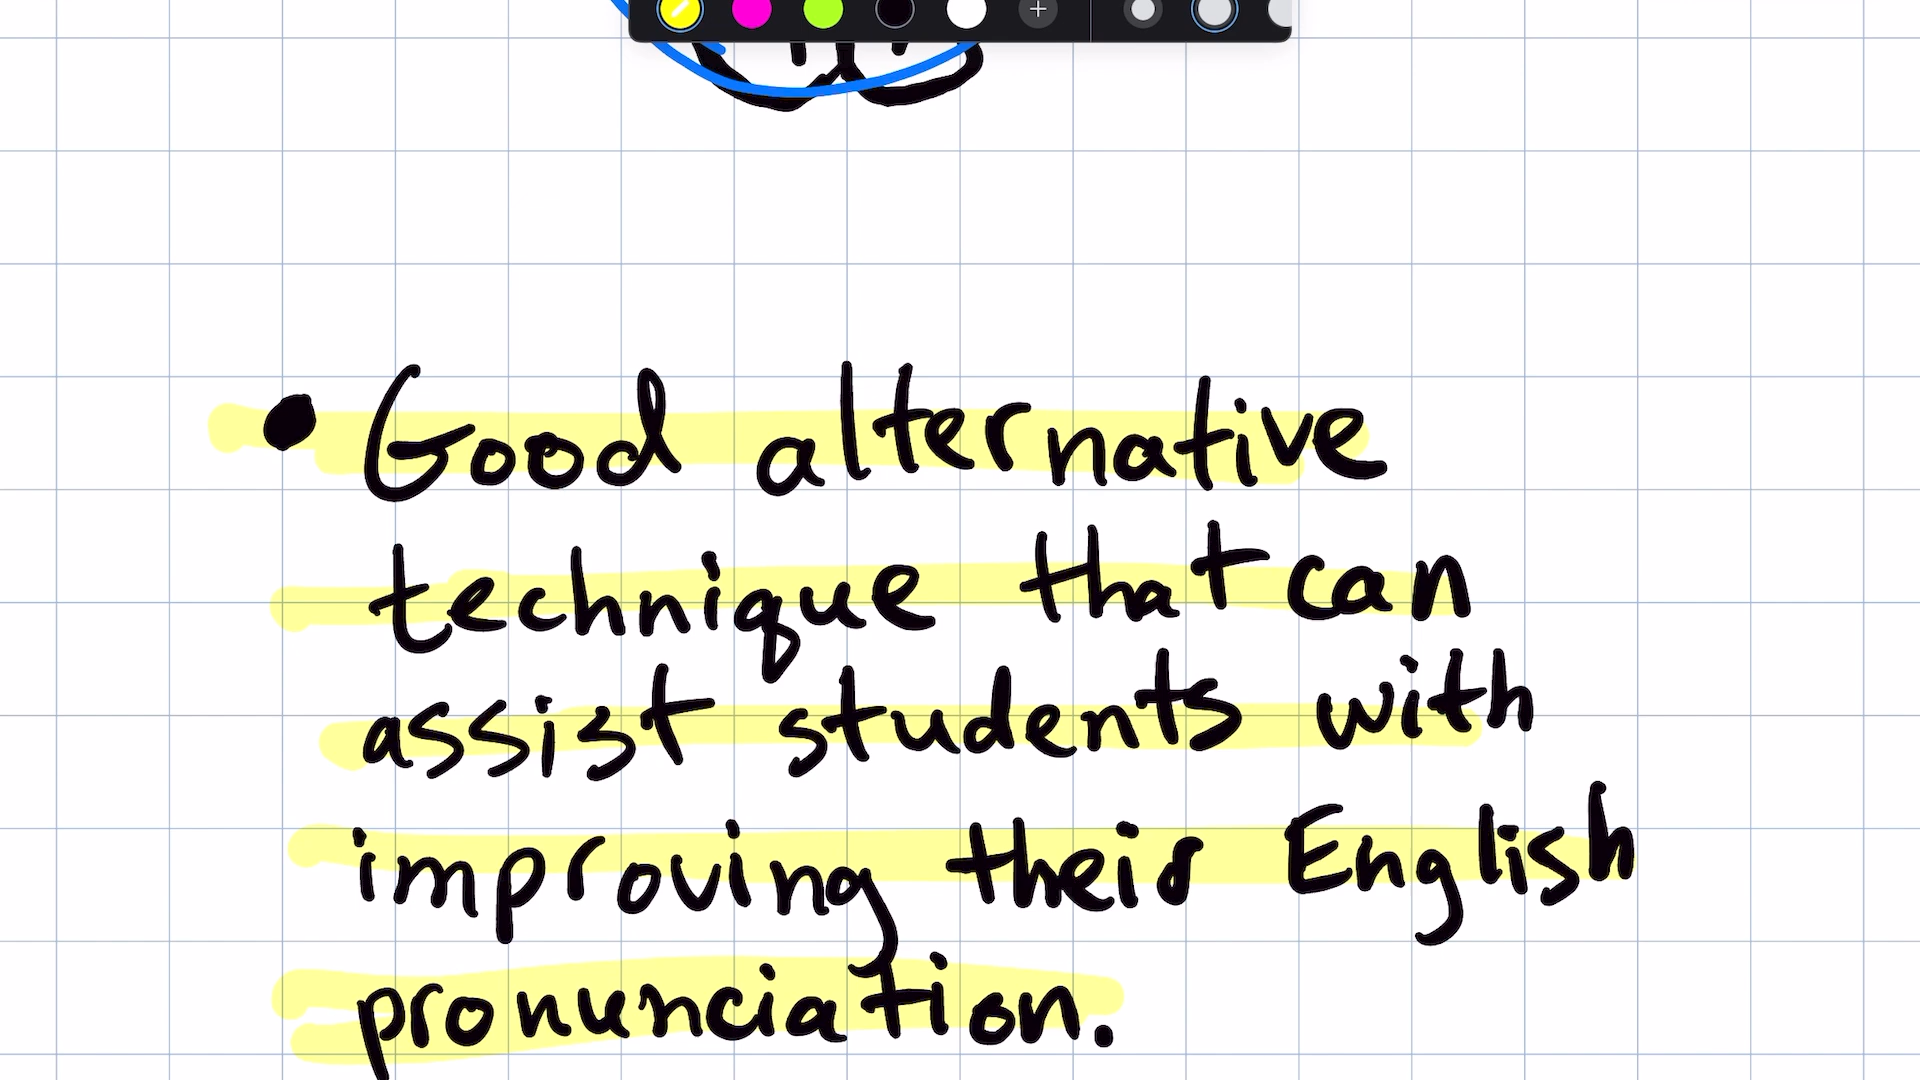 • Good alternative
technique that can
assist students with
improving their English
pronunciation.